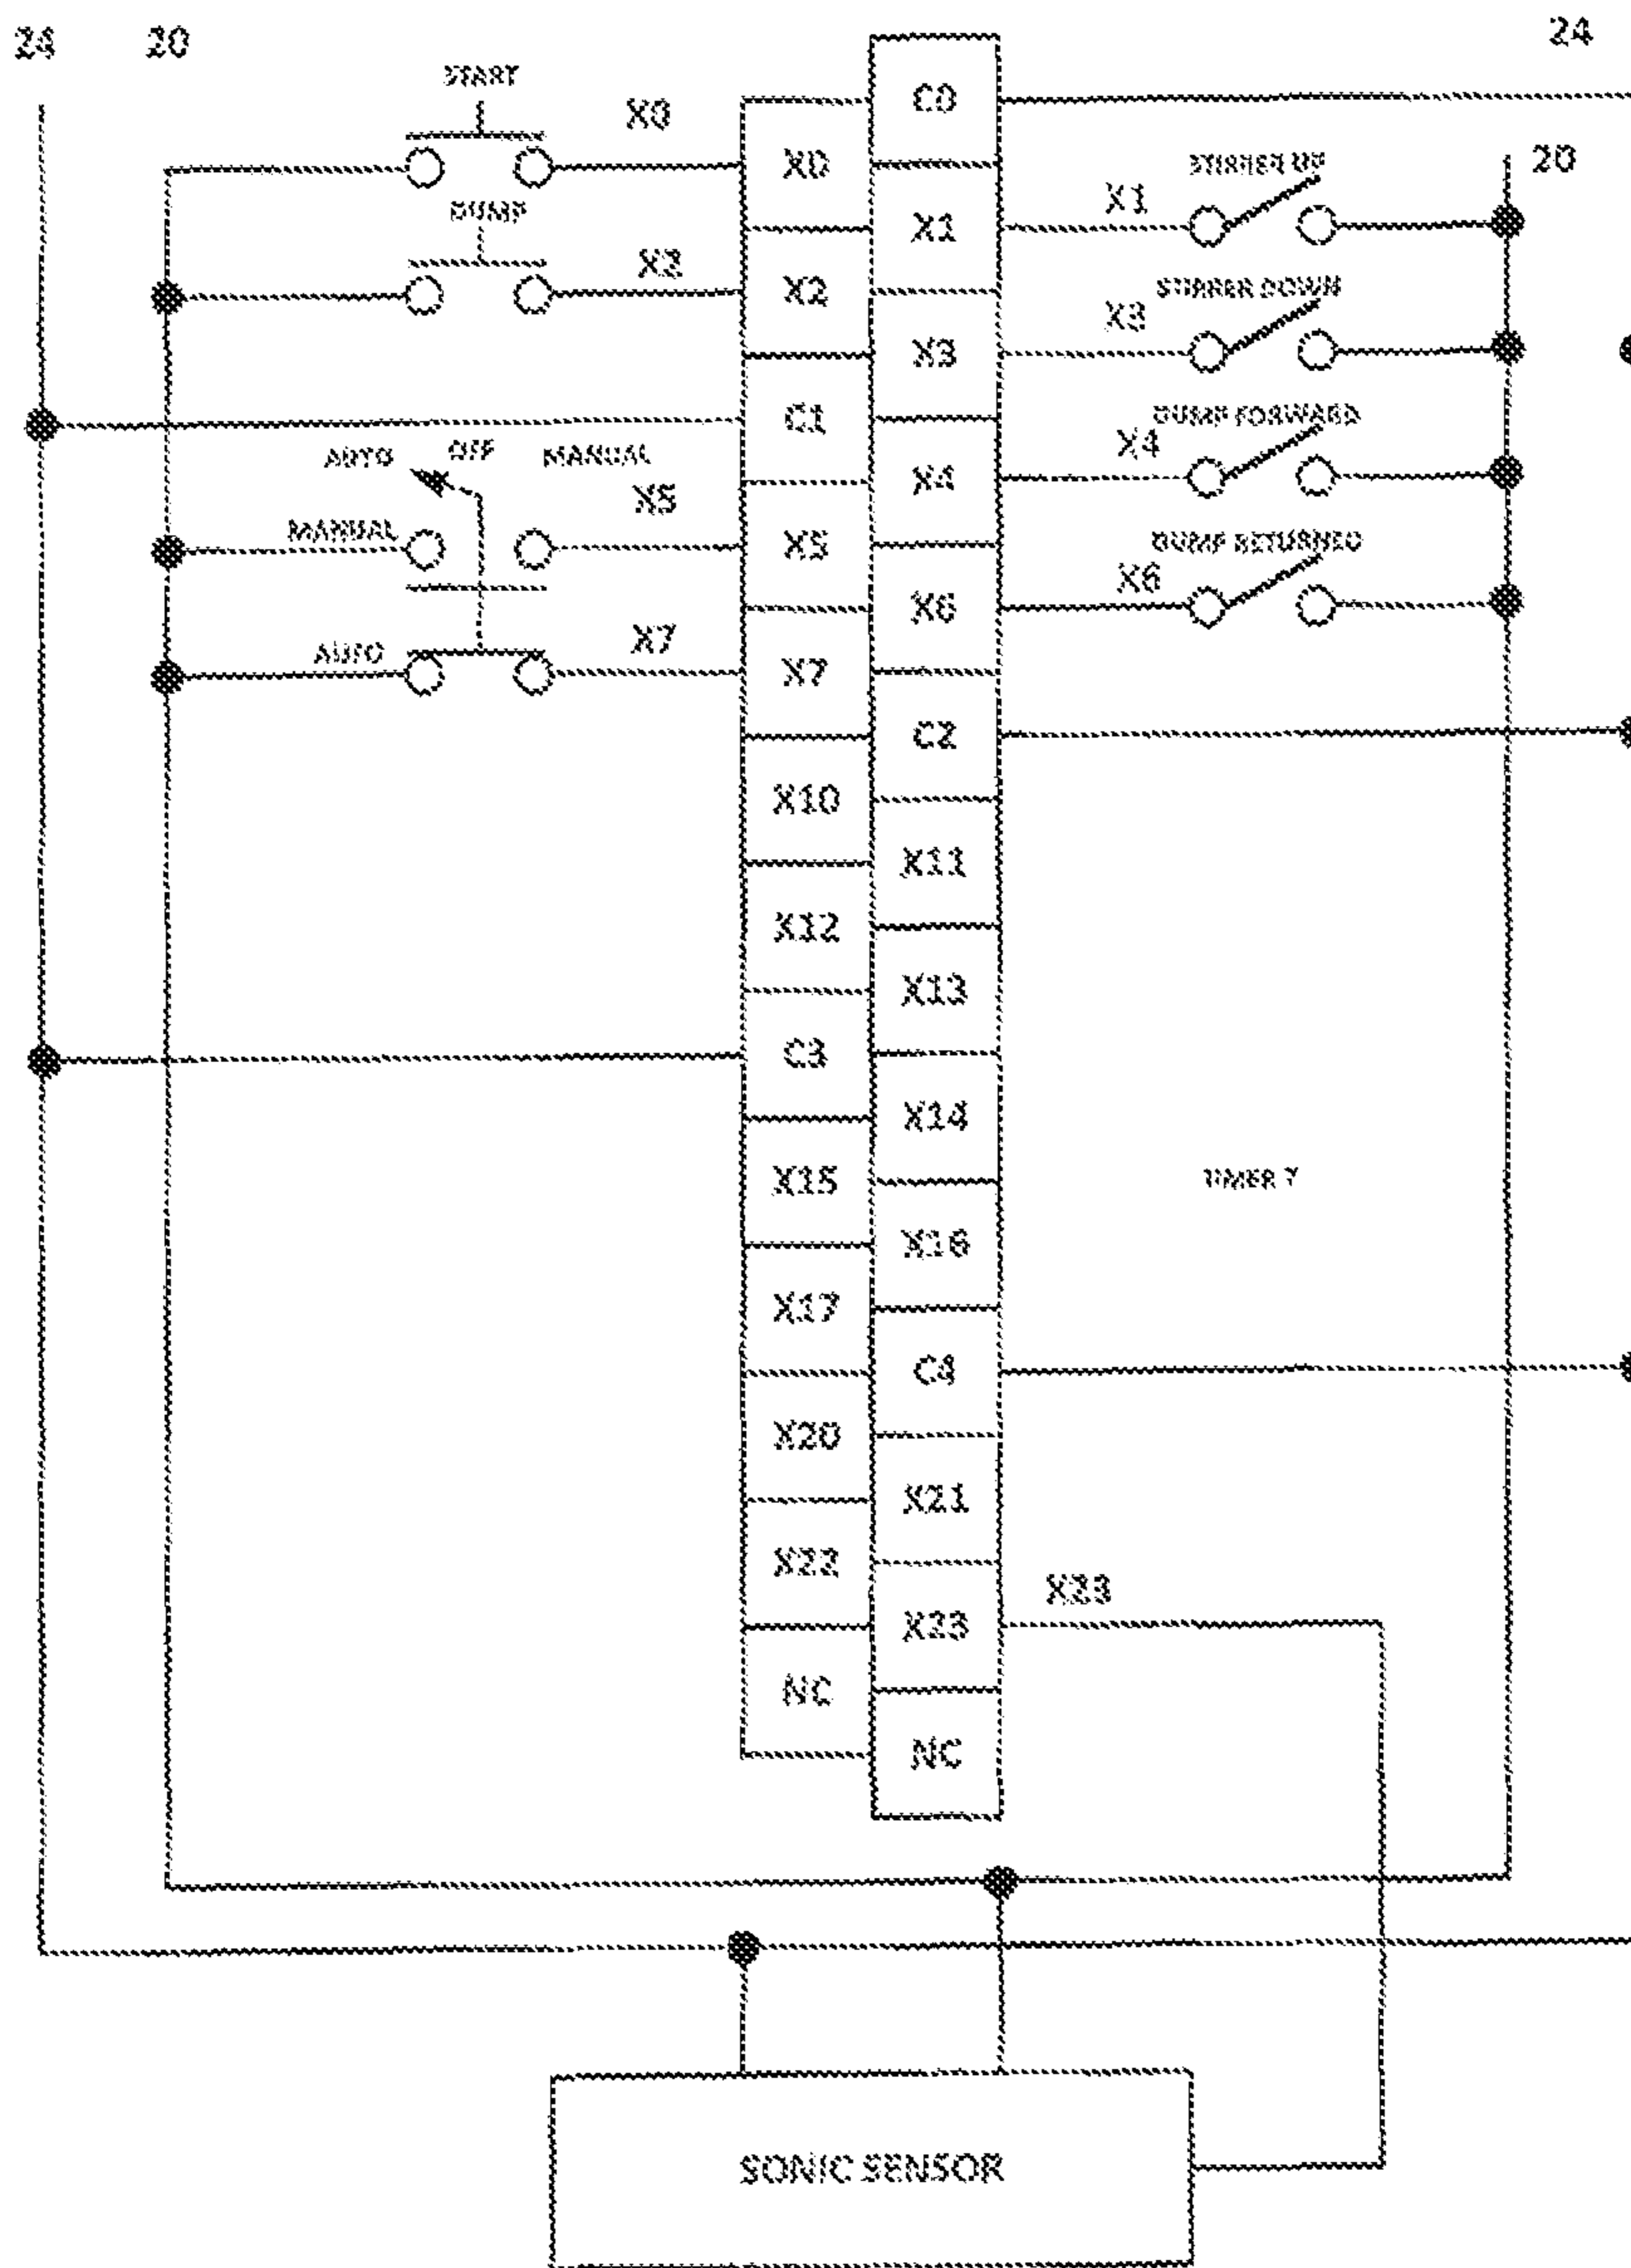 24 20 24
START
X0 C0
X0 STIRRER UP 20
DUMP X1 X1
X2 X2 STIRRER DOWN
X3 X3
C1 DUMP FORWARD
AUTO OFF MANUAL X4 X4
X5
MANUAL X5 DUMP RETURNED
X6 X6
AUTO X7 X7
C2
X10
X11
X12
X13
C3
X14
X15 TIMER T
X16
X17
C4
X20
X21
X22 X23
X23
NC
NC
SONIC SENSOR